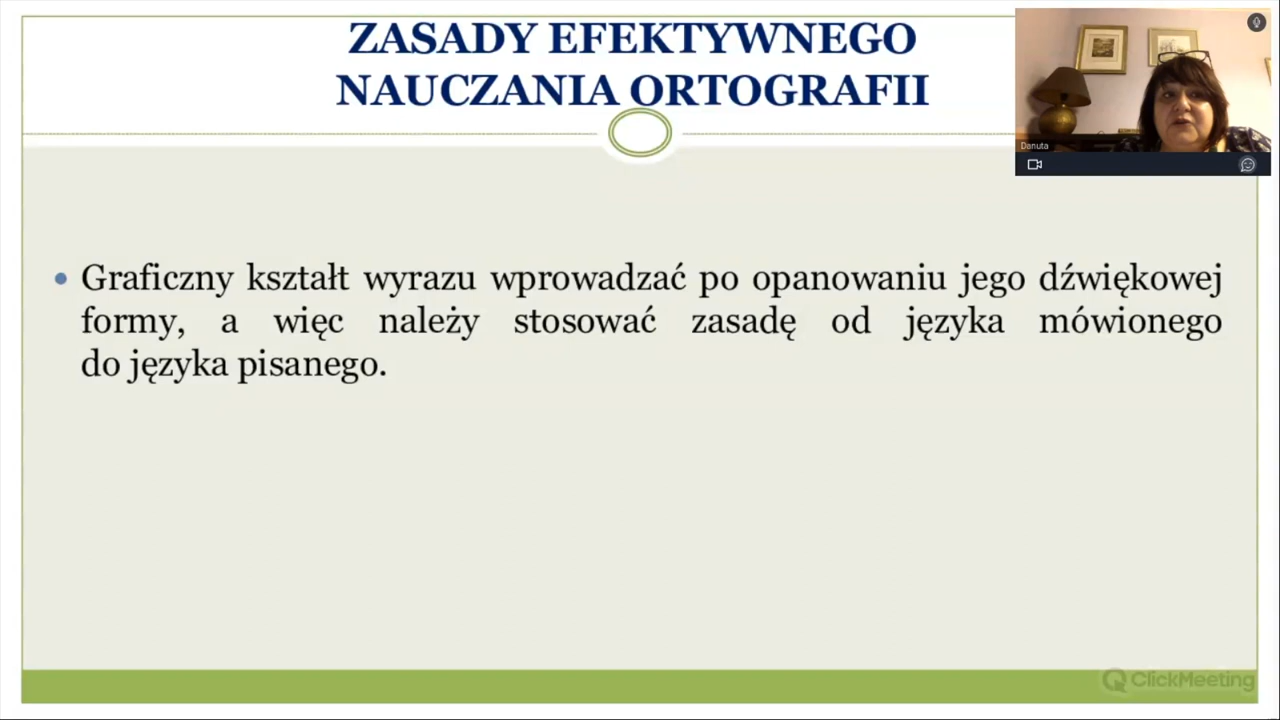 ZASADY EFEKTYWNEGO
NAUCZANIA ORTOGRAFII
Danuta
• Graficzny kształt wyrazu wprowadzać po opanowaniu jego dźwiękowej
formy, a więc należy stosować zasadę od języka mówionego
do języka pisanego.
ClickMeeting